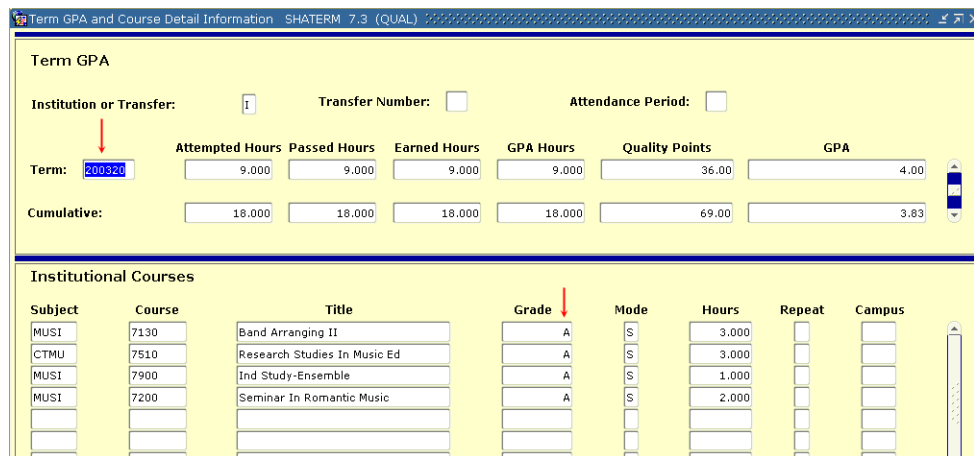 Term GPA and Course Detail Information SHATERM 7.3 (QUAL)
Term GPA
Institution or Transfer: I Transfer Number: Attendance Period:
Attempted Hours Passed Hours Earned Hours GPA Hours Quality Points GPA
Term: 200320 9.000 9.000 9.000 9.000 36.00 4.00
Cumulative: 18.000 18.000 18.000 18.000 69.00 3.83
Institutional Courses
Subject Course Title Grade Mode Hours Repeat Campus
MUSI 7130 Band Arranging II A S 3.000
CTMU 7510 Research Studies In Music Ed A S 3.000
MUSI 7900 Ind Study-Ensemble A S 1.000
MUSI 7200 Seminar In Romantic Music A S 2.000